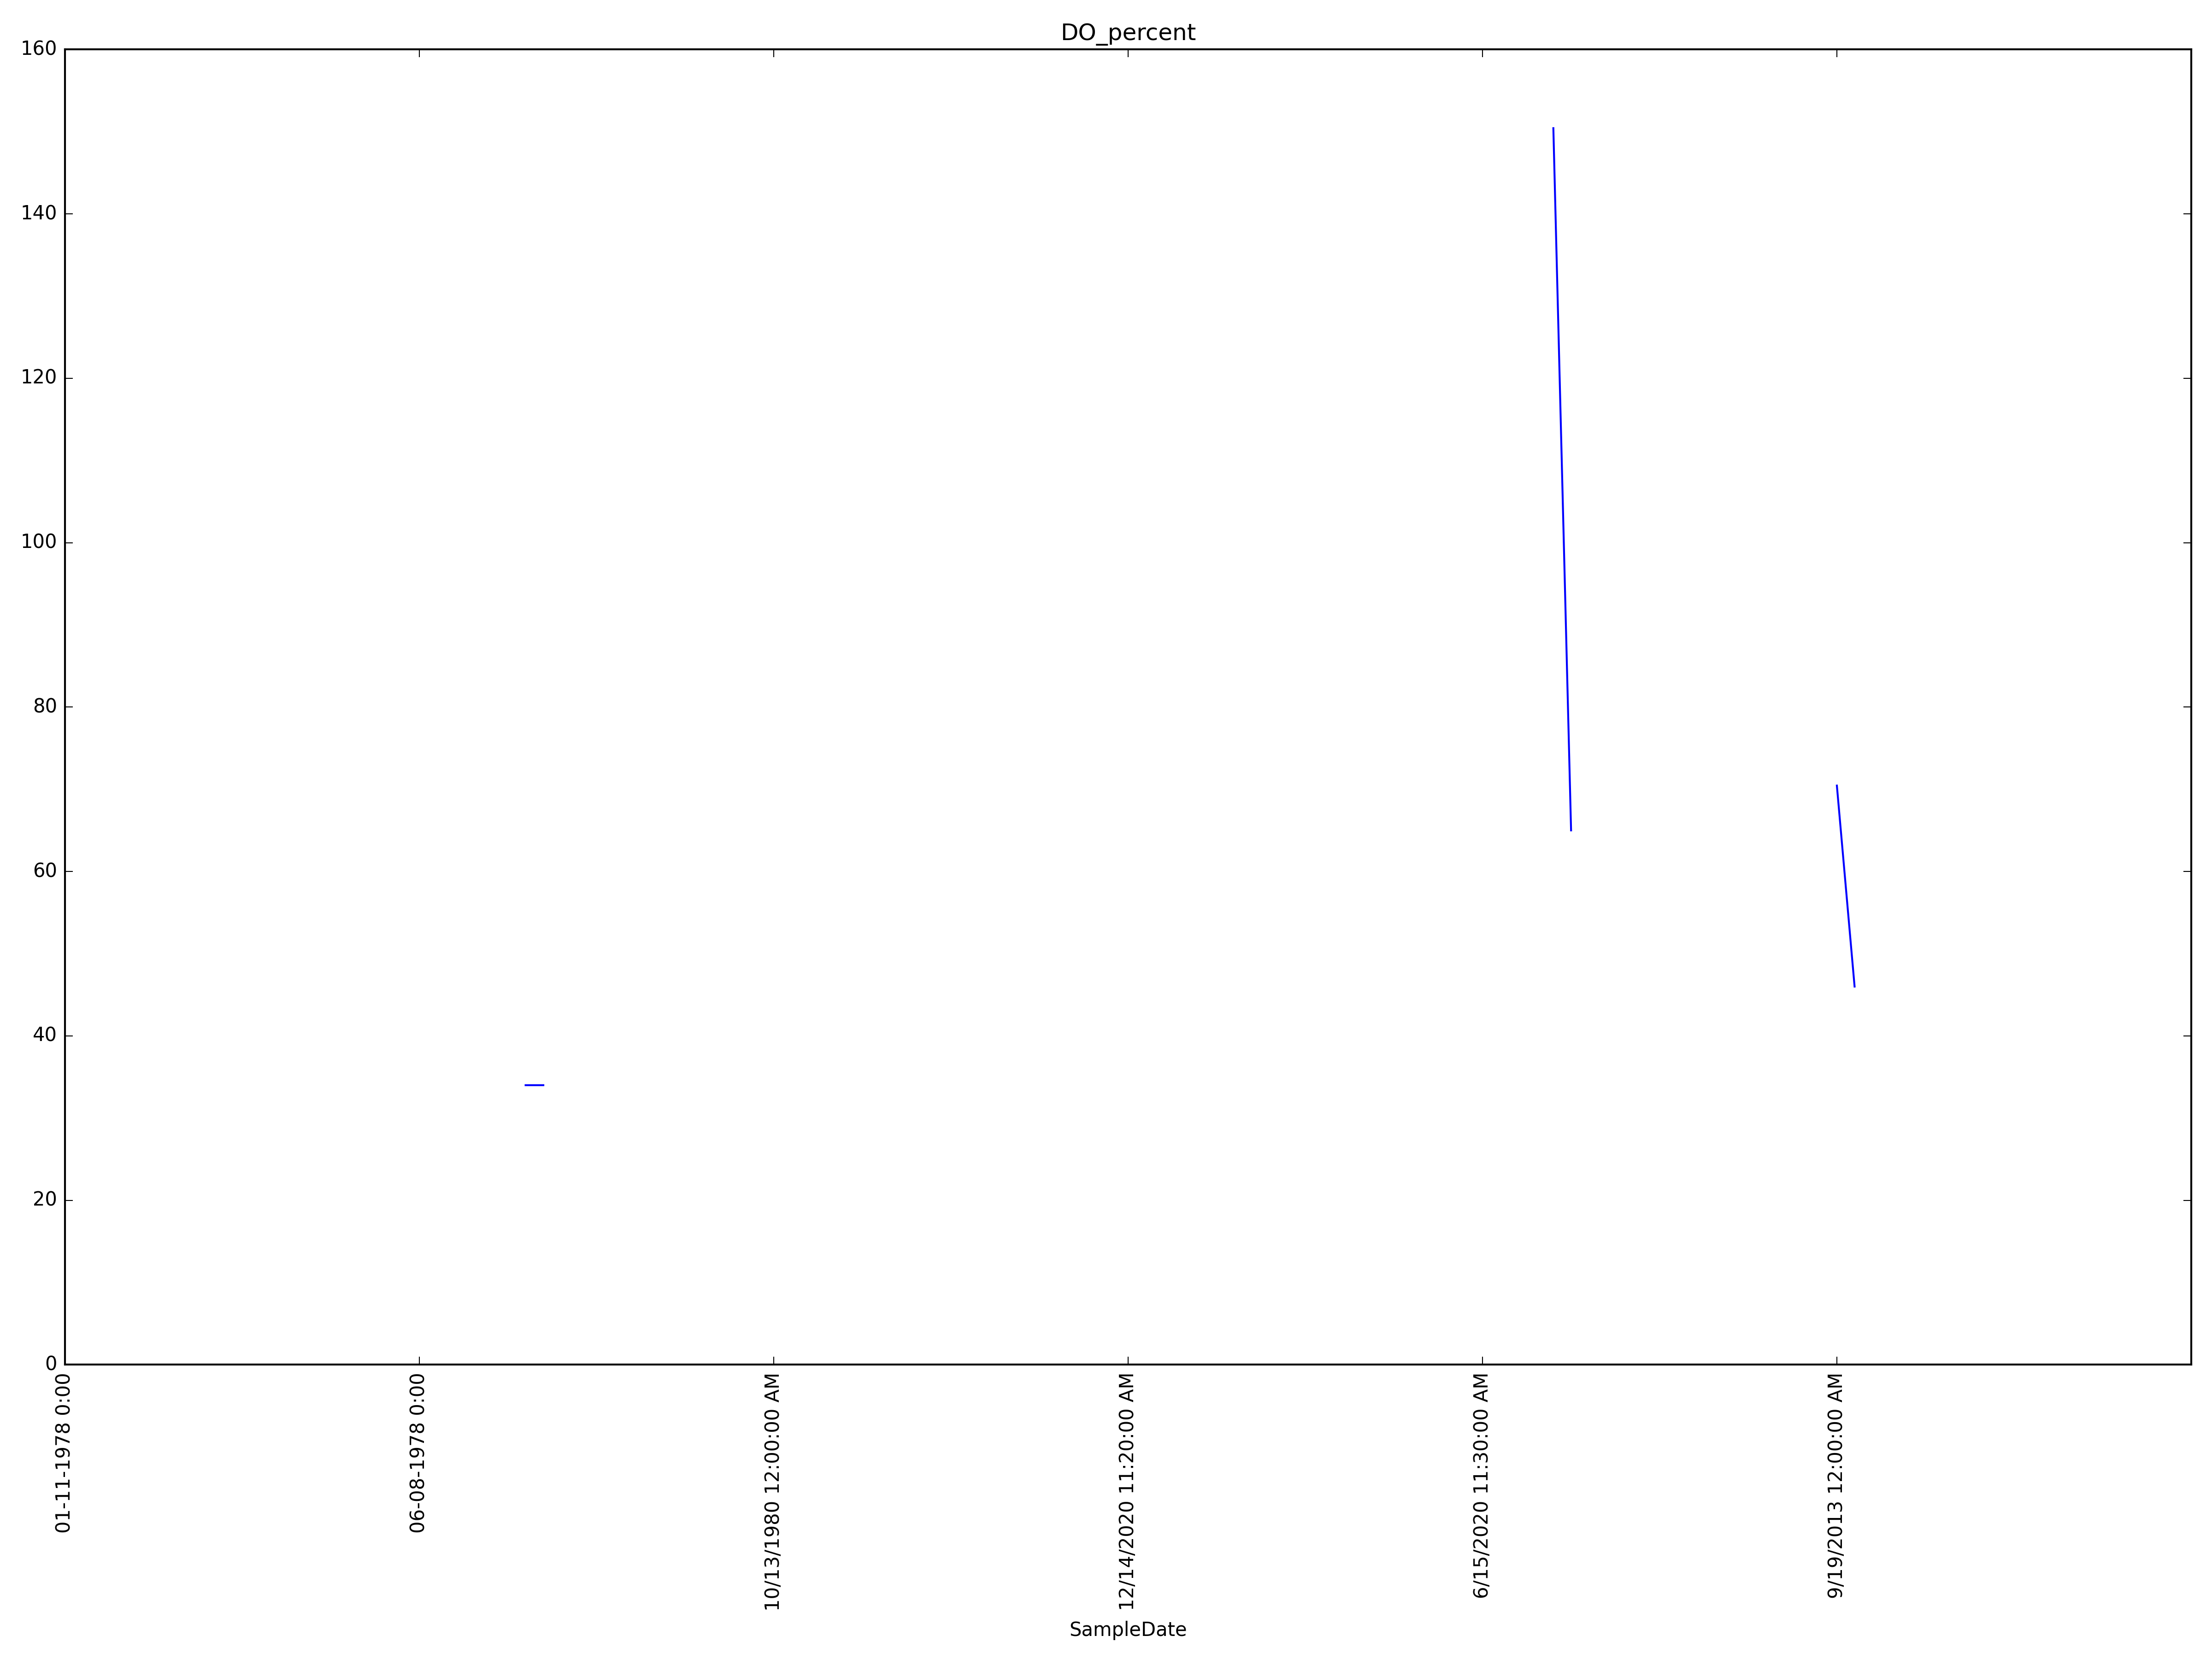 DO_percent
160
140
120
100
80
60
40
20
0
01-11-1978 0:00
06-08-1978 0:00
10/13/1980 12:00:00 AM
12/14/2020 11:20:00 AM
6/15/2020 11:30:00 AM
9/19/2013 12:00:00 AM
SampleDate